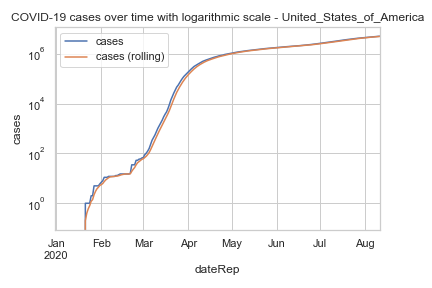 COVID-19 cases over time with logarithmic scale - United_States_of_America
cases
cases (rolling)
10^6
10^4
10^2
10^0
cases
Jan Feb Mar Apr May Jun Jul Aug
2020
dateRep